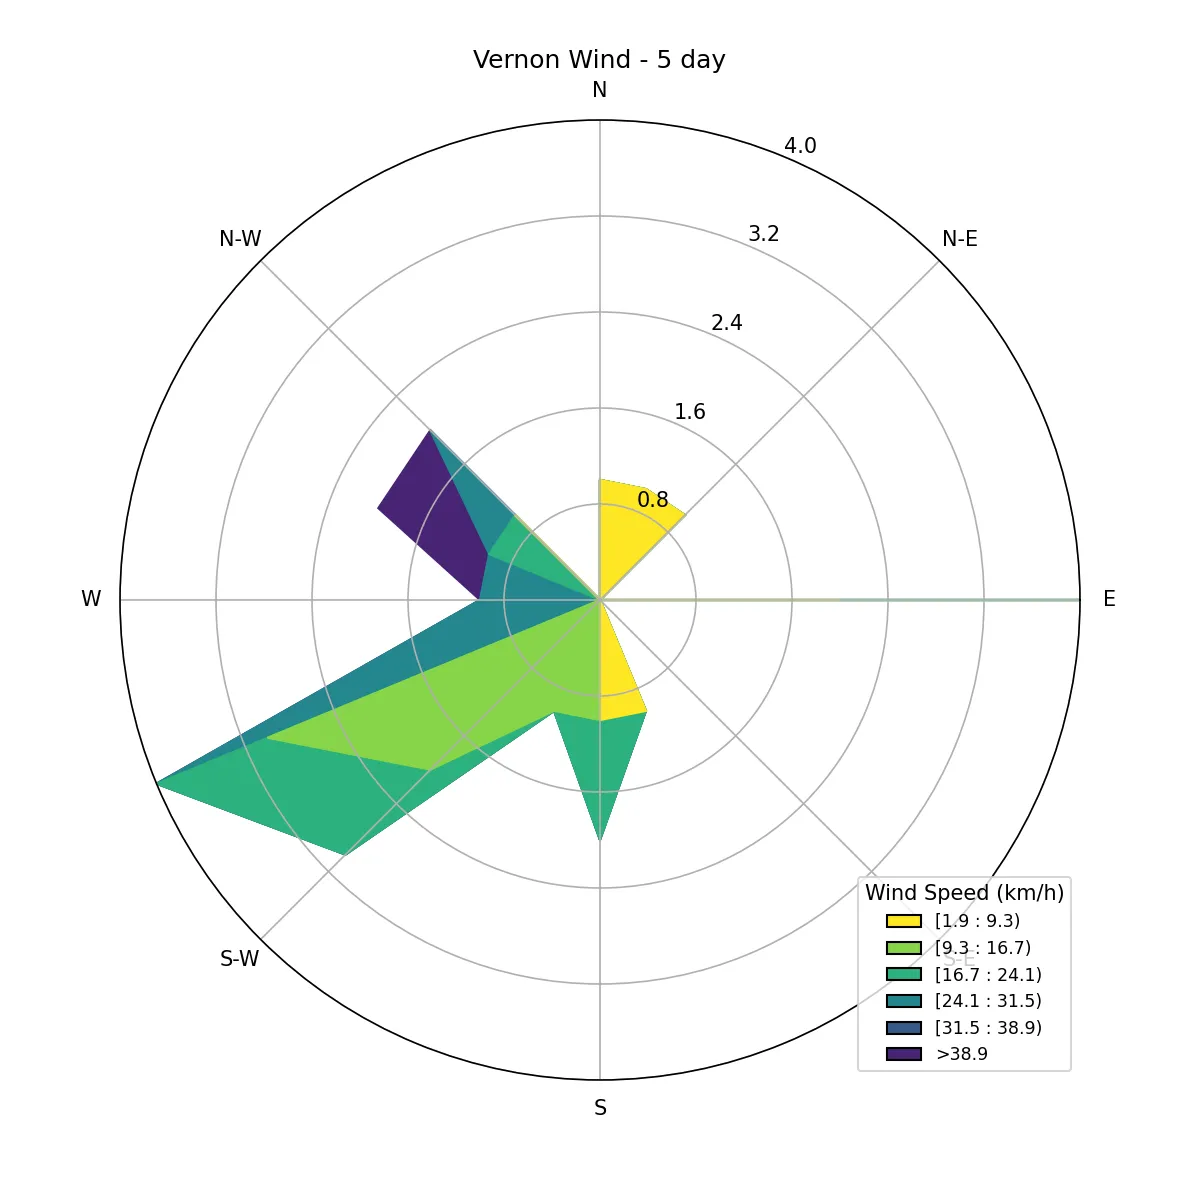 Vernon Wind - 5 day
N
4.0
N-W
3.2
N-E
2.4
1.6
0.8
W
E
Wind Speed (km/h)
[1.9 : 9.3)
[9.3 : 16.7)
S-W
S-E
[16.7 : 24.1)
[24.1 : 31.5)
[31.5 : 38.9)
>38.9
S